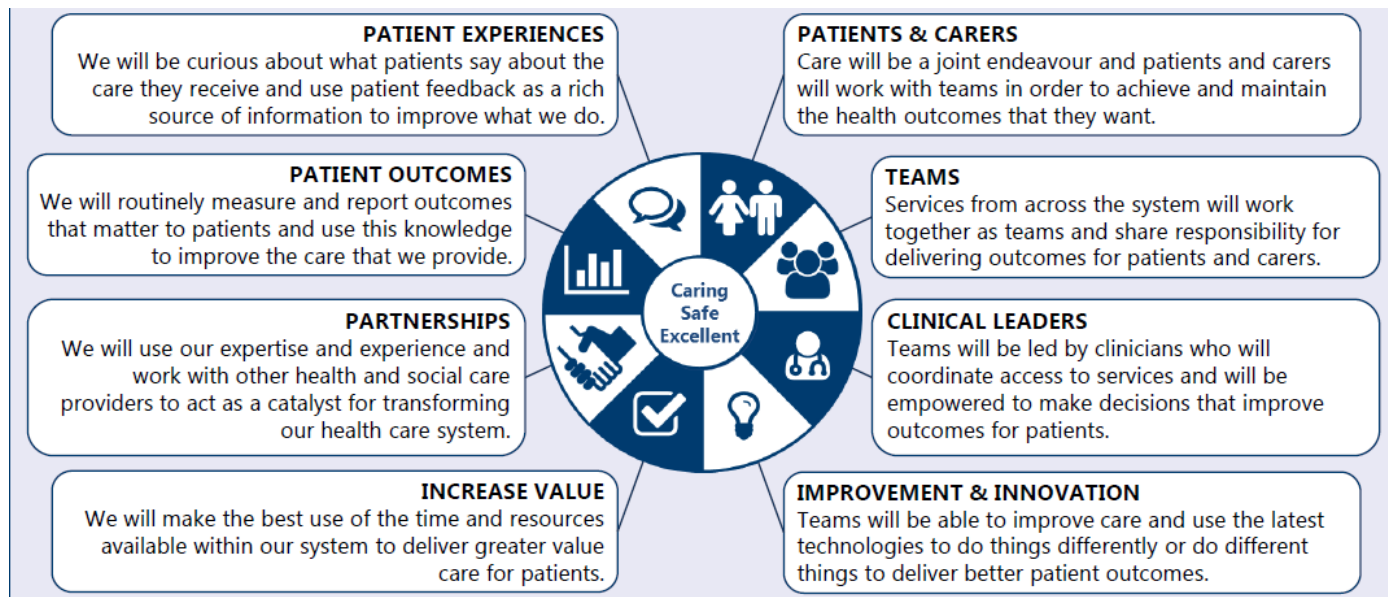 PATIENT EXPERIENCES
We will be curious about what patients say about the
care they receive and use patient feedback as a rich
source of information to improve what we do.
PATIENTS & CARERS
Care will be a joint endeavour and patients and carers
will work with teams in order to achieve and maintain
the health outcomes that they want.
PATIENT OUTCOMES
We will routinely measure and report outcomes
that matter to patients and use this knowledge
to improve the care that we provide.
TEAMS
Services from across the system will work
together as teams and share responsibility for
delivering outcomes for patients and carers.
Caring
Safe
Excellent
PARTNERSHIPS
We will use our expertise and experience and
work with other health and social care
providers to act as a catalyst for transforming
our health care system.
CLINICAL LEADERS
Teams will be led by clinicians who will
coordinate access to services and will be
empowered to make decisions that improve
outcomes for patients.
INCREASE VALUE
We will make the best use of the time and resources
available within our system to deliver greater value
care for patients.
IMPROVEMENT & INNOVATION
Teams will be able to improve care and use the latest
technologies to do things differently or do different
things to deliver better patient outcomes.